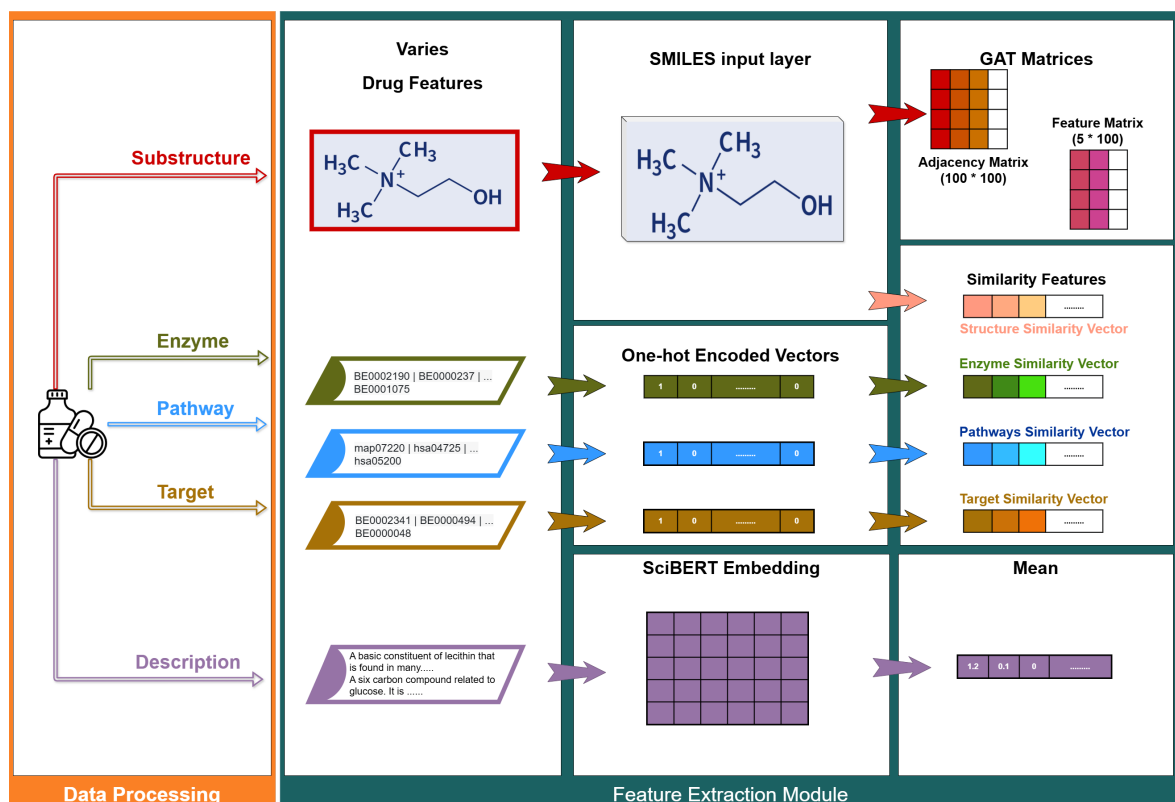 Substructure
Enzyme
Pathway
Target
Description
Data Processing
Varies
Drug Features
H₃C
CH₃
N
+
H₃C
OH
BE0002190 | BE0000237 | ...
BE0001075
map07220 | hsa04725 | ...
hsa05200
BE0002341 | BE0000494 | ...
BE0000048
A basic constituent of lecithin that
is found in many.....
A six carbon compound related to
glucose. It is ......
SMILES input layer
H₃C
CH₃
N
+
H₃C
OH
One-hot Encoded Vectors
1 0 ......... 0
1 0 ......... 0
1 0 ......... 0
SciBERT Embedding
GAT Matrices
Adjacency Matrix
(100 * 100)
Feature Matrix
(5 * 100)
Similarity Features
.........
Structure Similarity Vector
Enzyme Similarity Vector
.........
Pathways Similarity Vector
.........
Target Similarity Vector
.........
Mean
1.2 0.1 0 .........
Feature Extraction Module